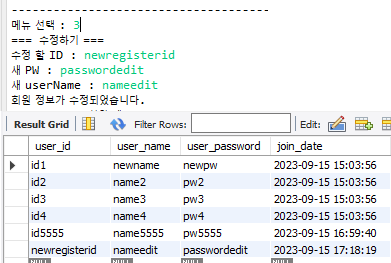 ------------------------------------
메뉴 선택 : 3
=== 수정하기 ===
수정 할 ID : newregisterid
새 PW : passwordedit
새 userName : nameedit
회원 정보가 수정되었습니다.
Result Grid Filter Rows: Edit:
user_id user_name user_password join_date
id1 newname newpw 2023-09-15 15:03:56
id2 name2 pw2 2023-09-15 15:03:56
id3 name3 pw3 2023-09-15 15:03:56
id4 name4 pw4 2023-09-15 15:03:56
id5555 name5555 pw5555 2023-09-15 16:59:40
newregisterid nameedit passwordedit 2023-09-15 17:18:19
NULL NULL NULL NULL